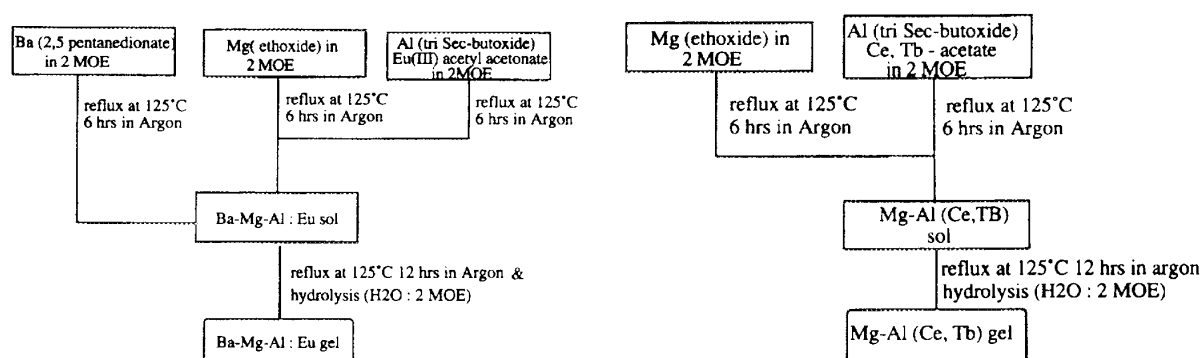 Ba (2,5 pentanedionate)
in 2 MOE
Mg( ethoxide) in
2 MOE
Al (tri Sec-butoxide)
Eu(III) acetyl acetonate
in 2MOE
reflux at 125°C
6 hrs in Argon
reflux at 125°C
6 hrs in Argon
reflux at 125°C
6 hrs in Argon
Ba-Mg-Al : Eu sol
reflux at 125°C 12 hrs in Argon &
hydrolysis (H2O : 2 MOE)
Ba-Mg-Al : Eu gel
Mg (ethoxide) in
2 MOE
Al (tri Sec-butoxide)
Ce, Tb - acetate
in 2 MOE
reflux at 125°C
6 hrs in Argon
reflux at 125°C
6 hrs in Argon
Mg-Al (Ce,TB)
sol
reflux at 125°C 12 hrs in argon
hydrolysis (H2O : 2 MOE)
Mg-Al (Ce, Tb) gel